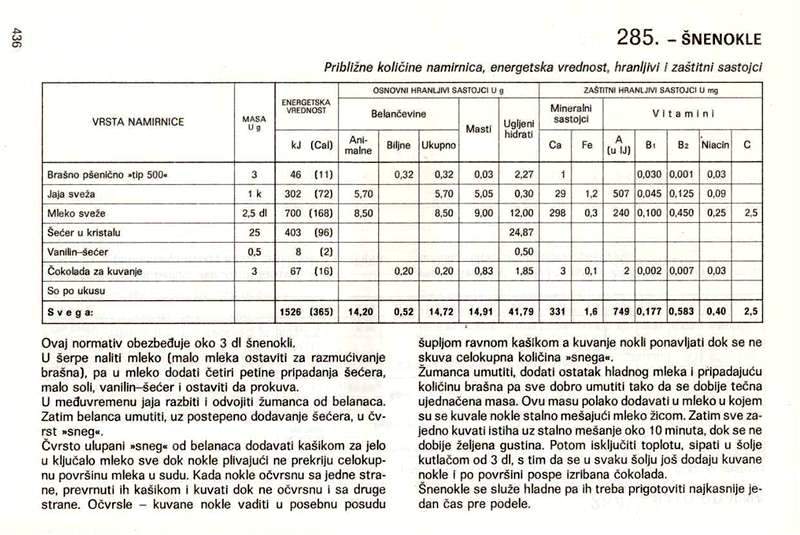 436
285. – ŠNENOKLE
Približne količine namirnica, energetska vrednost, hranljivi i zaštitni sastojci
VRSTA NAMIRNICE MASA U g ENERGETSKA VREDNOST OSNOVNI HRANLJIVI SASTOJCI U g ZAŠTITNI HRANLJIVI SASTOJCI U mg
Belančevine Masti Ugljeni hidrati Mineralni sastojci Vitamini
kJ (Cal) Ani-malne Biljne Ukupno Ca Fe A (u IJ) B₁ B₂ Niacin C
Brašno pšenično »tip 500« 3 46 (11) 0,32 0,32 0,03 2,27 1 0,030 0,001 0,03
Jaja sveža 1 k 302 (72) 5,70 5,70 5,05 0,30 29 1,2 507 0,045 0,125 0,09
Mleko sveže 2,5 dl 700 (168) 8,50 8,50 9,00 12,00 298 0,3 240 0,100 0,450 0,25 2,5
Šećer u kristalu 25 403 (96) 24,87
Vanilin–šećer 0,5 8 (2) 0,50
Čokolada za kuvanje 3 67 (16) 0,20 0,20 0,83 1,85 3 0,1 2 0,002 0,007 0,03
So po ukusu
Svega: 1526 (365) 14,20 0,52 14,72 14,91 41,79 331 1,6 749 0,177 0,583 0,40 2,5
Ovaj normativ obezbeđuje oko 3 dl šnenokli.
U šerpe naliti mleko (malo mleka ostaviti za razmućivanje
brašna), pa u mleko dodati četiri petine pripadanja šećera,
malo soli, vanilin–šećer i ostaviti da prokuva.
U međuvremenu jaja razbiti i odvojiti žumanca od belanaca.
Zatim belanca umutiti, uz postepeno dodavanje šećera, u čv-
rst »sneg«.
Čvrsto ulupani »sneg« od belanaca dodavati kašikom za jelo
u ključalo mleko sve dok nokle plivajući ne prekriju celokup-
nu površinu mleka u sudu. Kada nokle očvrsnu sa jedne stra-
ne, prevrnuti ih kašikom i kuvati dok ne očvrsnu i sa druge
strane. Očvrsle – kuvane nokle vaditi u posebnu posudu
šupljom ravnom kašikom a kuvanje nokli ponavljati dok se ne
skuva celokupna količina »snega«.
Žumanca umutiti, dodati ostatak hladnog mleka i pripadajuću
količinu brašna pa sve dobro umutiti tako da se dobije tečna
ujednačena masa. Ovu masu polako dodavati u mleko u kojem
su se kuvale nokle stalno mešajući mleko žicom. Zatim sve za-
jedno kuvati istiha uz stalno mešanje oko 10 minuta, dok se ne
dobije željena gustina. Potom isključiti toplotu, sipati u šolje
kutlačom od 3 dl, s tim da se u svaku šolju još dodaju kuvane
nokle i po površini pospe izribana čokolada.
Šnenokle se služe hladne pa ih treba prigotoviti najkasnije je-
dan čas pre podele.